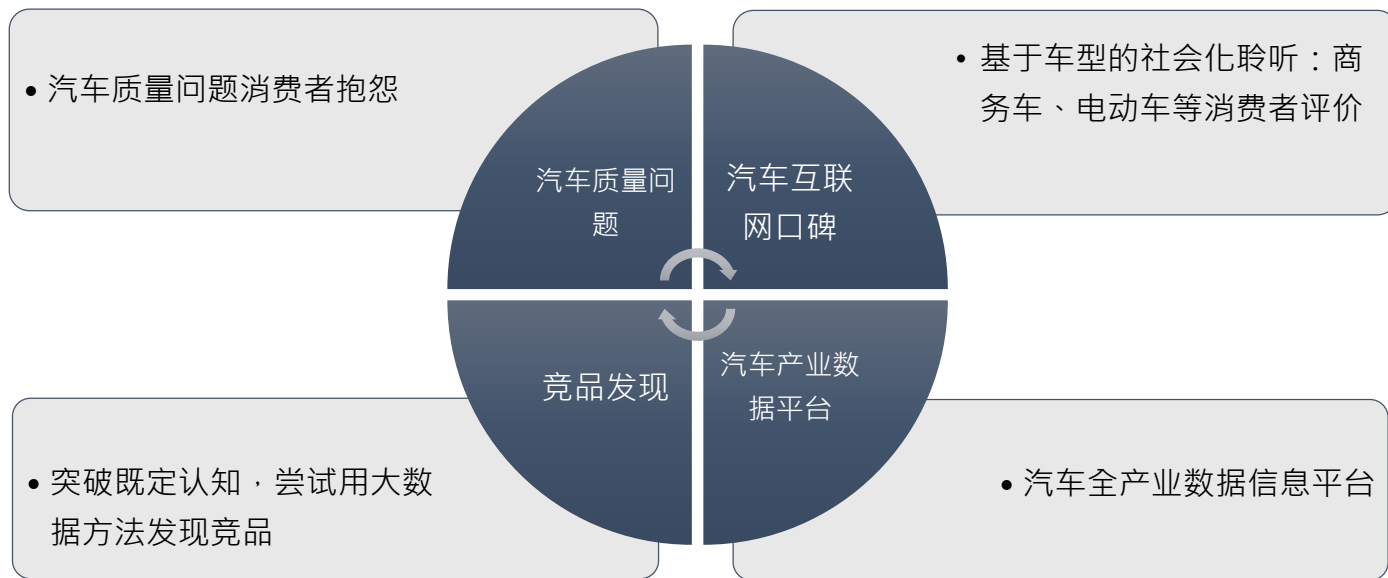 • 汽车质量问题消费者抱怨
• 基于车型的社会化聆听：商
务车、电动车等消费者评价
汽车质量问
题
汽车互联
网口碑
竞品发现
汽车产业数
据平台
• 突破既定认知，尝试用大数
据方法发现竞品
• 汽车全产业数据信息平台